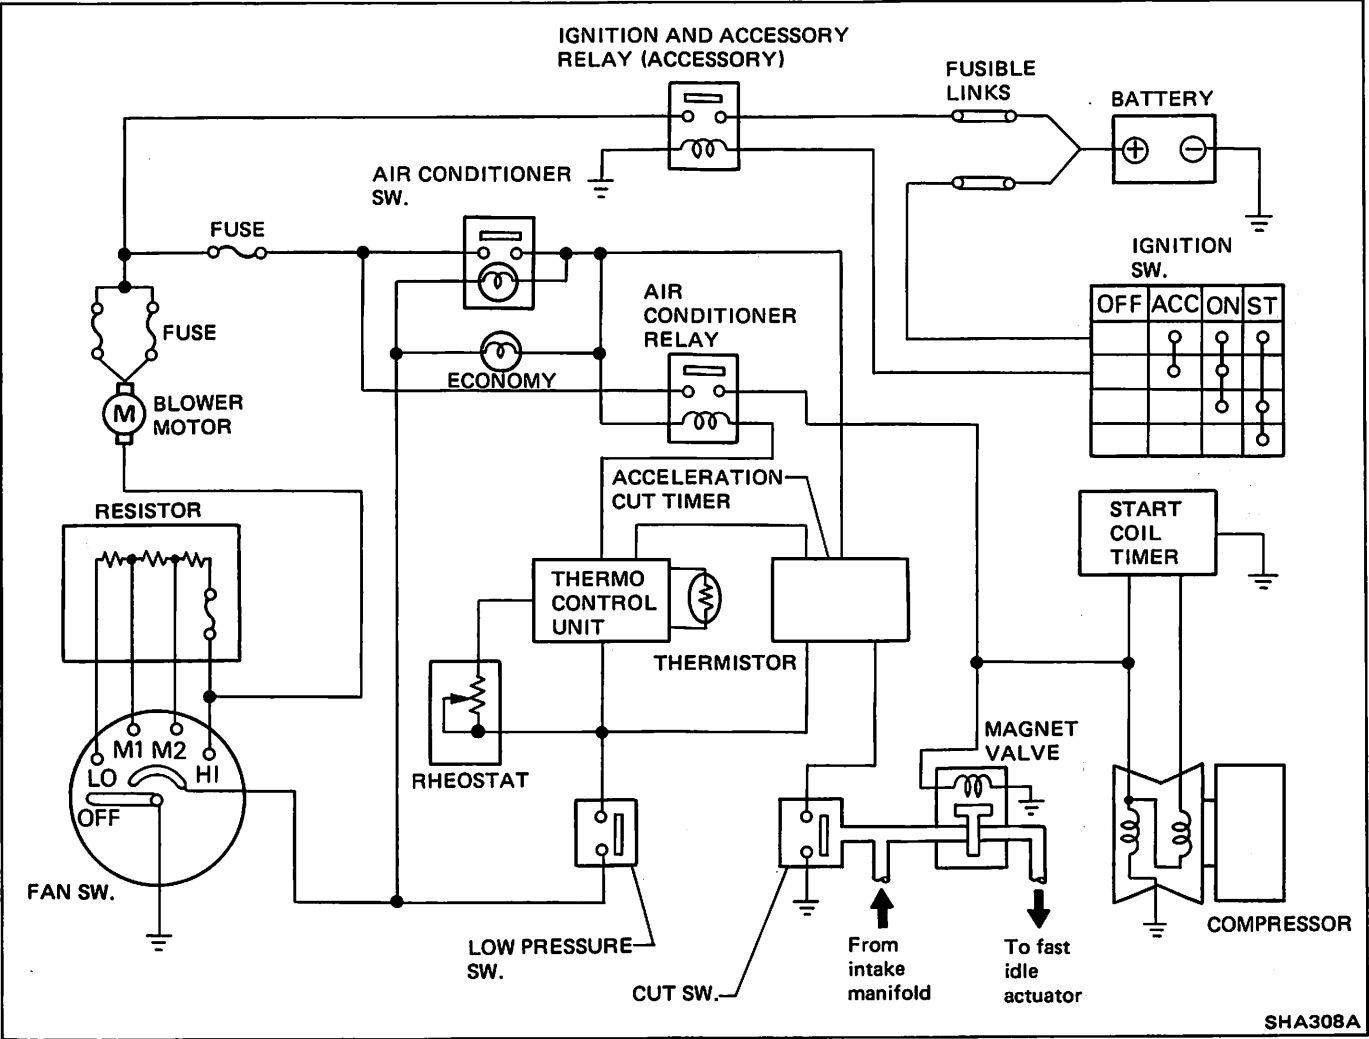 IGNITION AND ACCESSORY
RELAY (ACCESSORY)
FUSIBLE
LINKS
BATTERY
+
−
AIR CONDITIONER
SW.
FUSE
IGNITION
SW.
OFF ACC ON ST
AIR
CONDITIONER
RELAY
FUSE
ECONOMY
M
BLOWER
MOTOR
ACCELERATION
CUT TIMER
RESISTOR
START
COIL
TIMER
THERMO
CONTROL
UNIT
THERMISTOR
MAGNET
VALVE
M1 M2
LO
HI
OFF
RHEOSTAT
FAN SW.
LOW PRESSURE
SW.
CUT SW.
From
intake
manifold
To fast
idle
actuator
COMPRESSOR
SHA308A